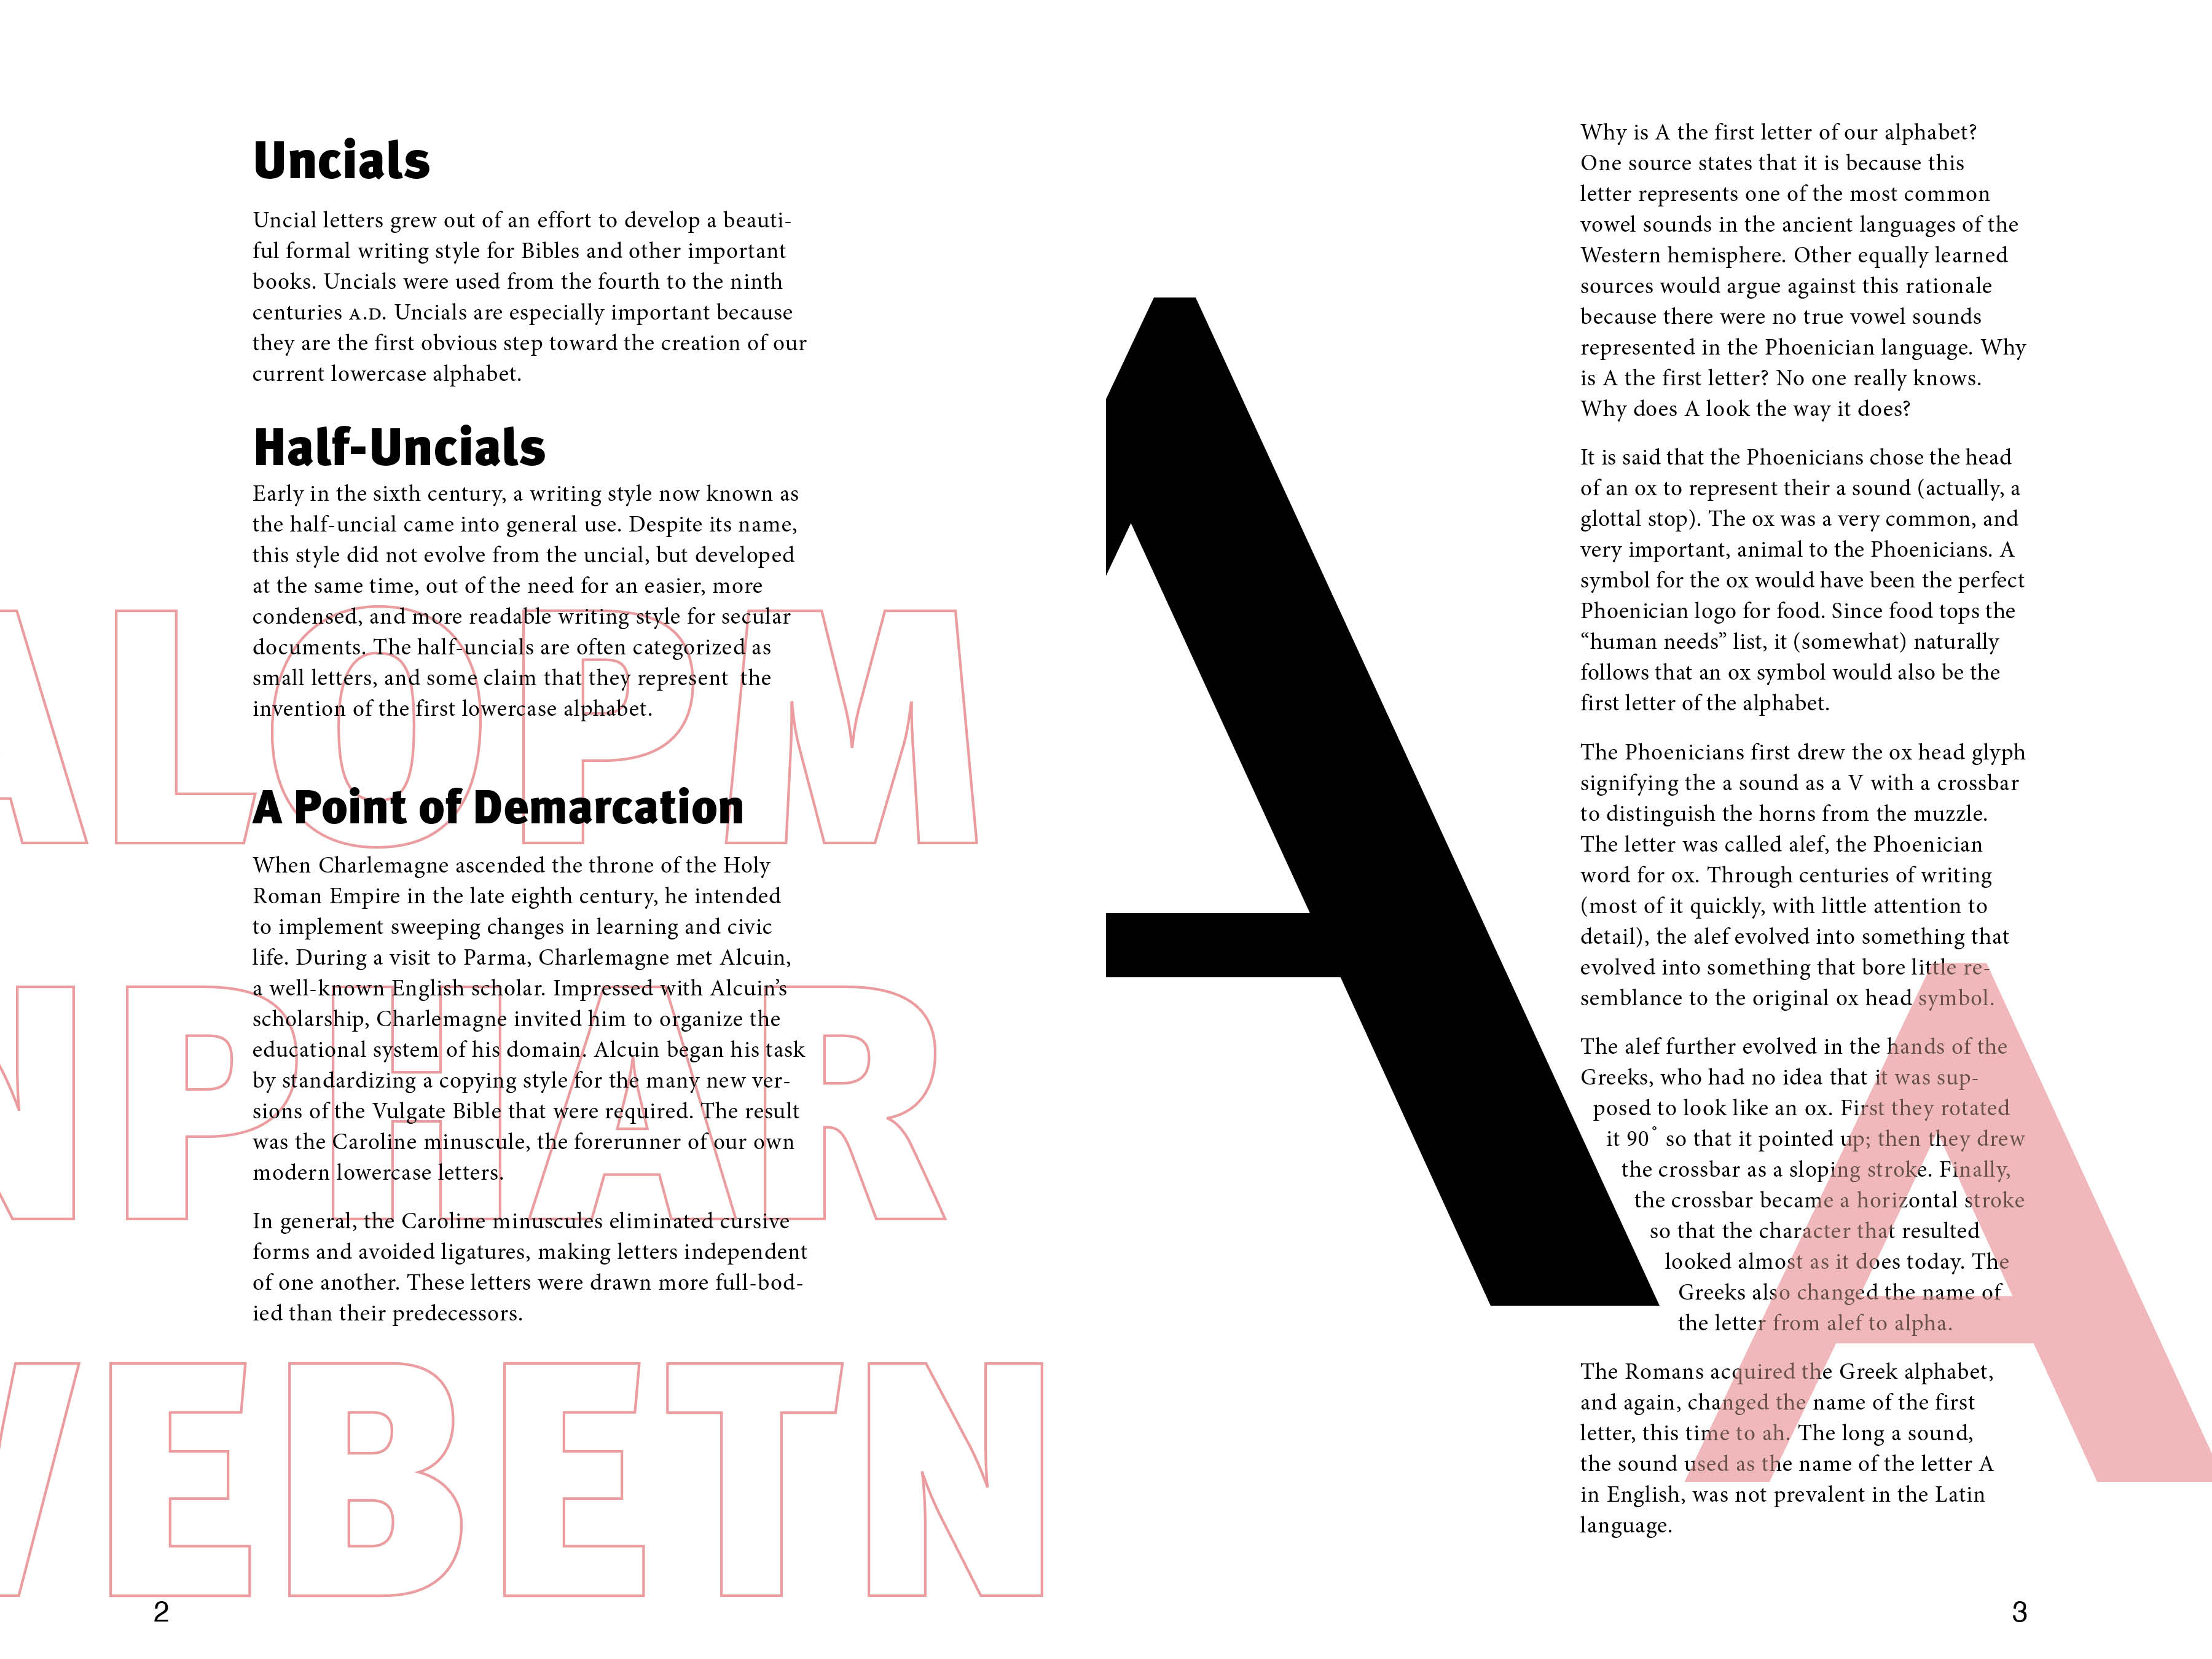 Uncials
Uncial letters grew out of an effort to develop a beauti-
ful formal writing style for Bibles and other important
books. Uncials were used from the fourth to the ninth
centuries A.D. Uncials are especially important because
they are the first obvious step toward the creation of our
current lowercase alphabet.
Half-Uncials
Early in the sixth century, a writing style now known as
the half-uncial came into general use. Despite its name,
this style did not evolve from the uncial, but developed
at the same time, out of the need for an easier, more
condensed, and more readable writing style for secular
documents. The half-uncials are often categorized as
small letters, and some claim that they represent  the
invention of the first lowercase alphabet.
ALOPM
A Point of Demarcation
When Charlemagne ascended the throne of the Holy
Roman Empire in the late eighth century, he intended
to implement sweeping changes in learning and civic
life. During a visit to Parma, Charlemagne met Alcuin,
a well-known English scholar. Impressed with Alcuin’s
scholarship, Charlemagne invited him to organize the
educational system of his domain. Alcuin began his task
by standardizing a copying style for the many new ver-
sions of the Vulgate Bible that were required. The result
was the Caroline minuscule, the forerunner of our own
modern lowercase letters.
NPHAR
In general, the Caroline minuscules eliminated cursive
forms and avoided ligatures, making letters independent
of one another. These letters were drawn more full-bod-
ied than their predecessors.
VEBETN
2
A
Why is A the first letter of our alphabet?
One source states that it is because this
letter represents one of the most common
vowel sounds in the ancient languages of the
Western hemisphere. Other equally learned
sources would argue against this rationale
because there were no true vowel sounds
represented in the Phoenician language. Why
is A the first letter? No one really knows.
Why does A look the way it does?
It is said that the Phoenicians chose the head
of an ox to represent their a sound (actually, a
glottal stop). The ox was a very common, and
very important, animal to the Phoenicians. A
symbol for the ox would have been the perfect
Phoenician logo for food. Since food tops the
“human needs” list, it (somewhat) naturally
follows that an ox symbol would also be the
first letter of the alphabet.
The Phoenicians first drew the ox head glyph
signifying the a sound as a V with a crossbar
to distinguish the horns from the muzzle.
The letter was called alef, the Phoenician
word for ox. Through centuries of writing
(most of it quickly, with little attention to
detail), the alef evolved into something that
evolved into something that bore little re-
semblance to the original ox head symbol.
The alef further evolved in the hands of the
Greeks, who had no idea that it was sup-
posed to look like an ox. First they rotated
it 90˚ so that it pointed up; then they drew
the crossbar as a sloping stroke. Finally,
the crossbar became a horizontal stroke
so that the character that resulted
looked almost as it does today. The
Greeks also changed the name of
the letter from alef to alpha.
The Romans acquired the Greek alphabet,
and again, changed the name of the first
letter, this time to ah. The long a sound,
the sound used as the name of the letter A
in English, was not prevalent in the Latin
language.
A
3